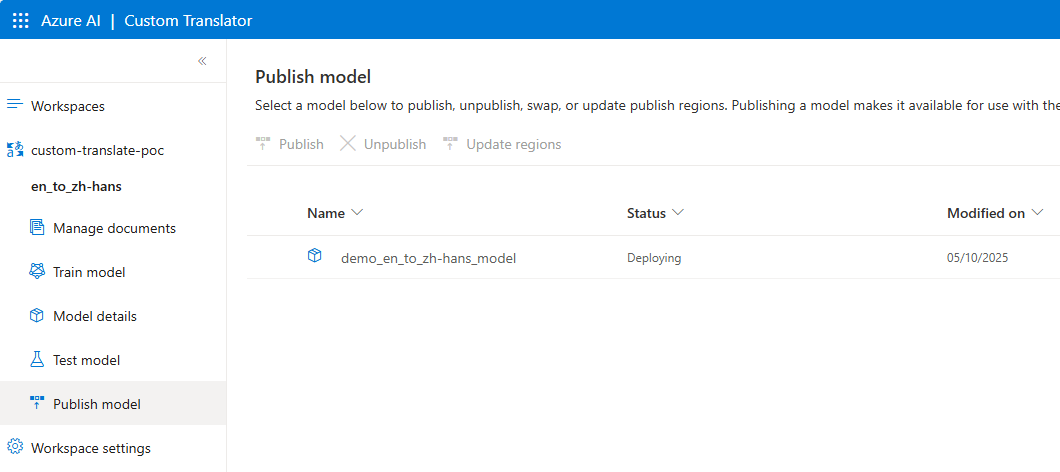 Azure AI | Custom Translator
«
Workspaces
custom-translate-poc
en_to_zh-hans
Manage documents
Train model
Model details
Test model
Publish model
Workspace settings
Publish model
Select a model below to publish, unpublish, swap, or update publish regions. Publishing a model makes it available for use with the
Publish Unpublish Update regions
Name Status Modified on
demo_en_to_zh-hans_model Deploying 05/10/2025